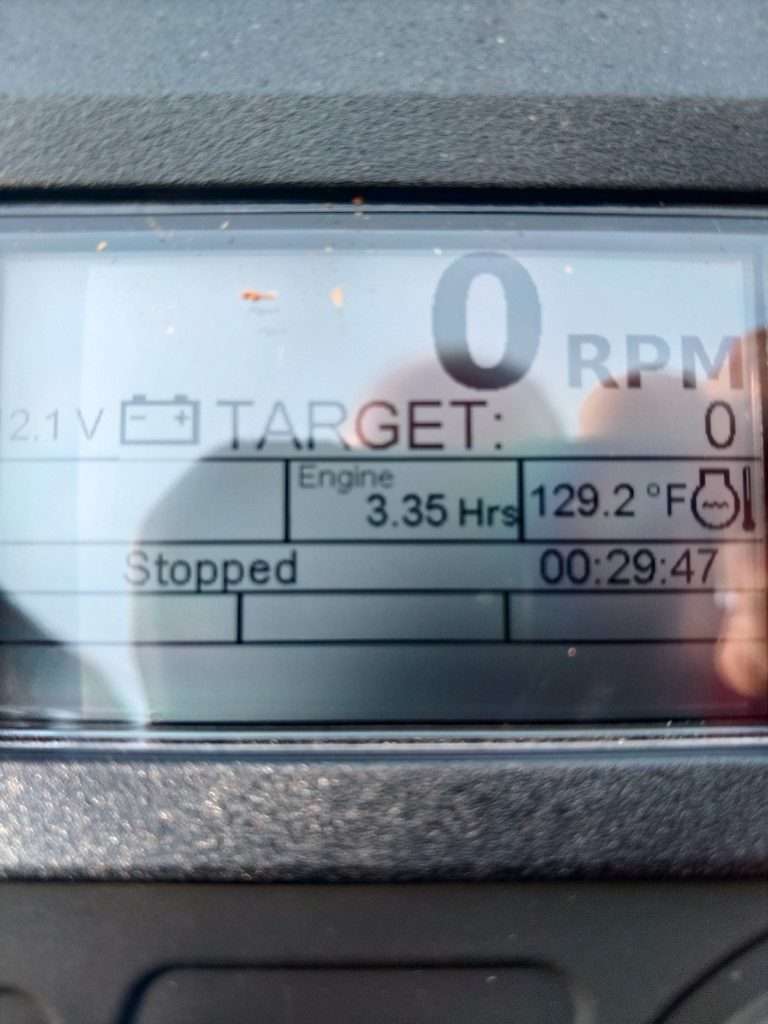 0 RPM
2.1 V - + TARGET: 0
Engine
3.35 Hrs 129.2 °F
Stopped 00:29:47